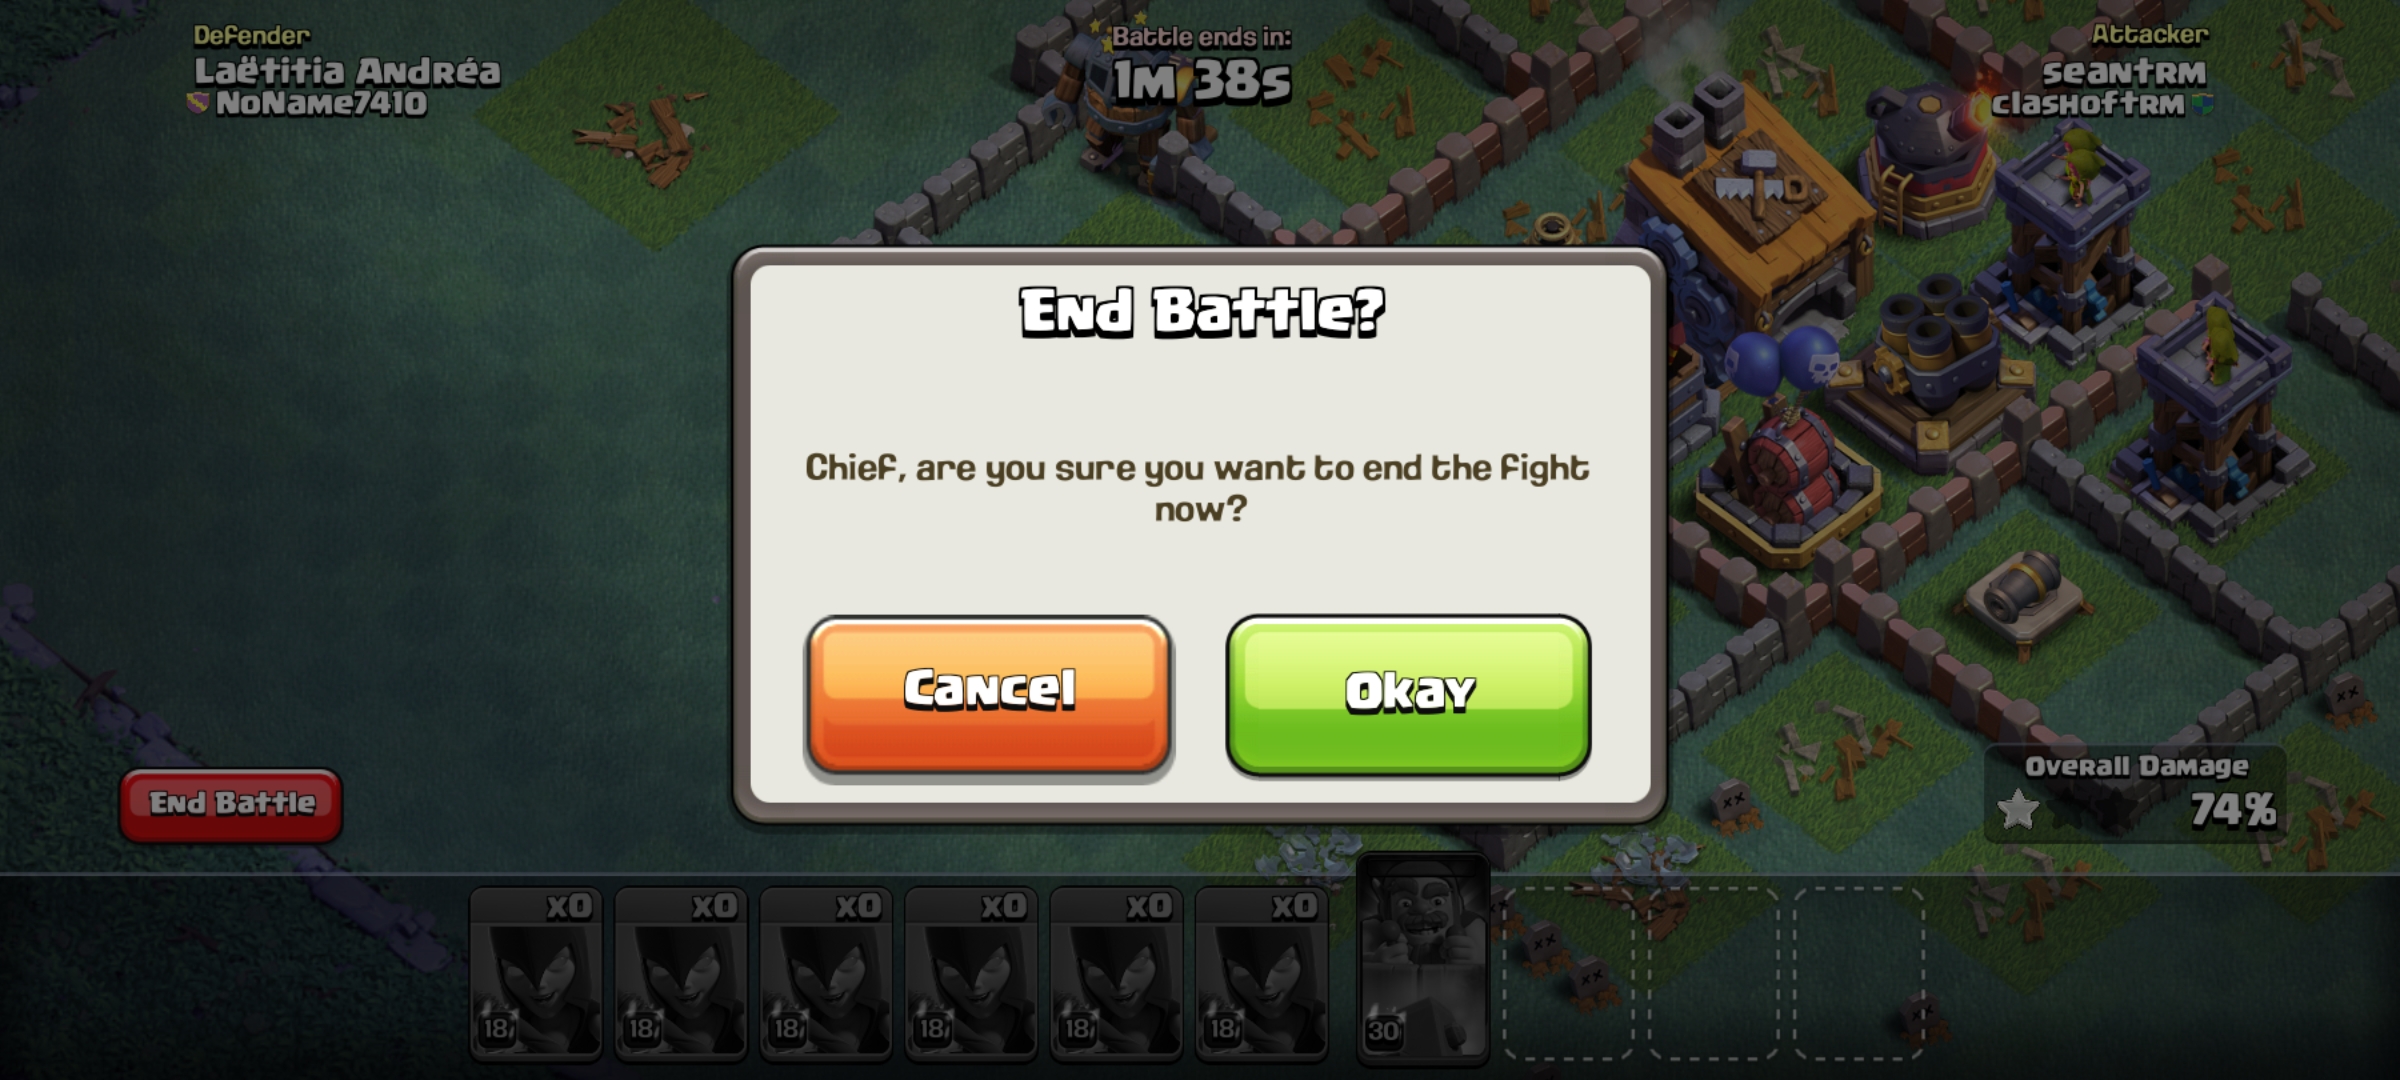 Defender
Laëtitia Andréa
NoName7410
Battle ends in:
1M 38s
Attacker
seantRM
clashoftRM
End Battle?
Chief, are you sure you want to end the fight
now?
Cancel
Okay
End Battle
Overall Damage
74%
x0 x0 x0 x0 x0 x0
18 18 18 18 18 18 30